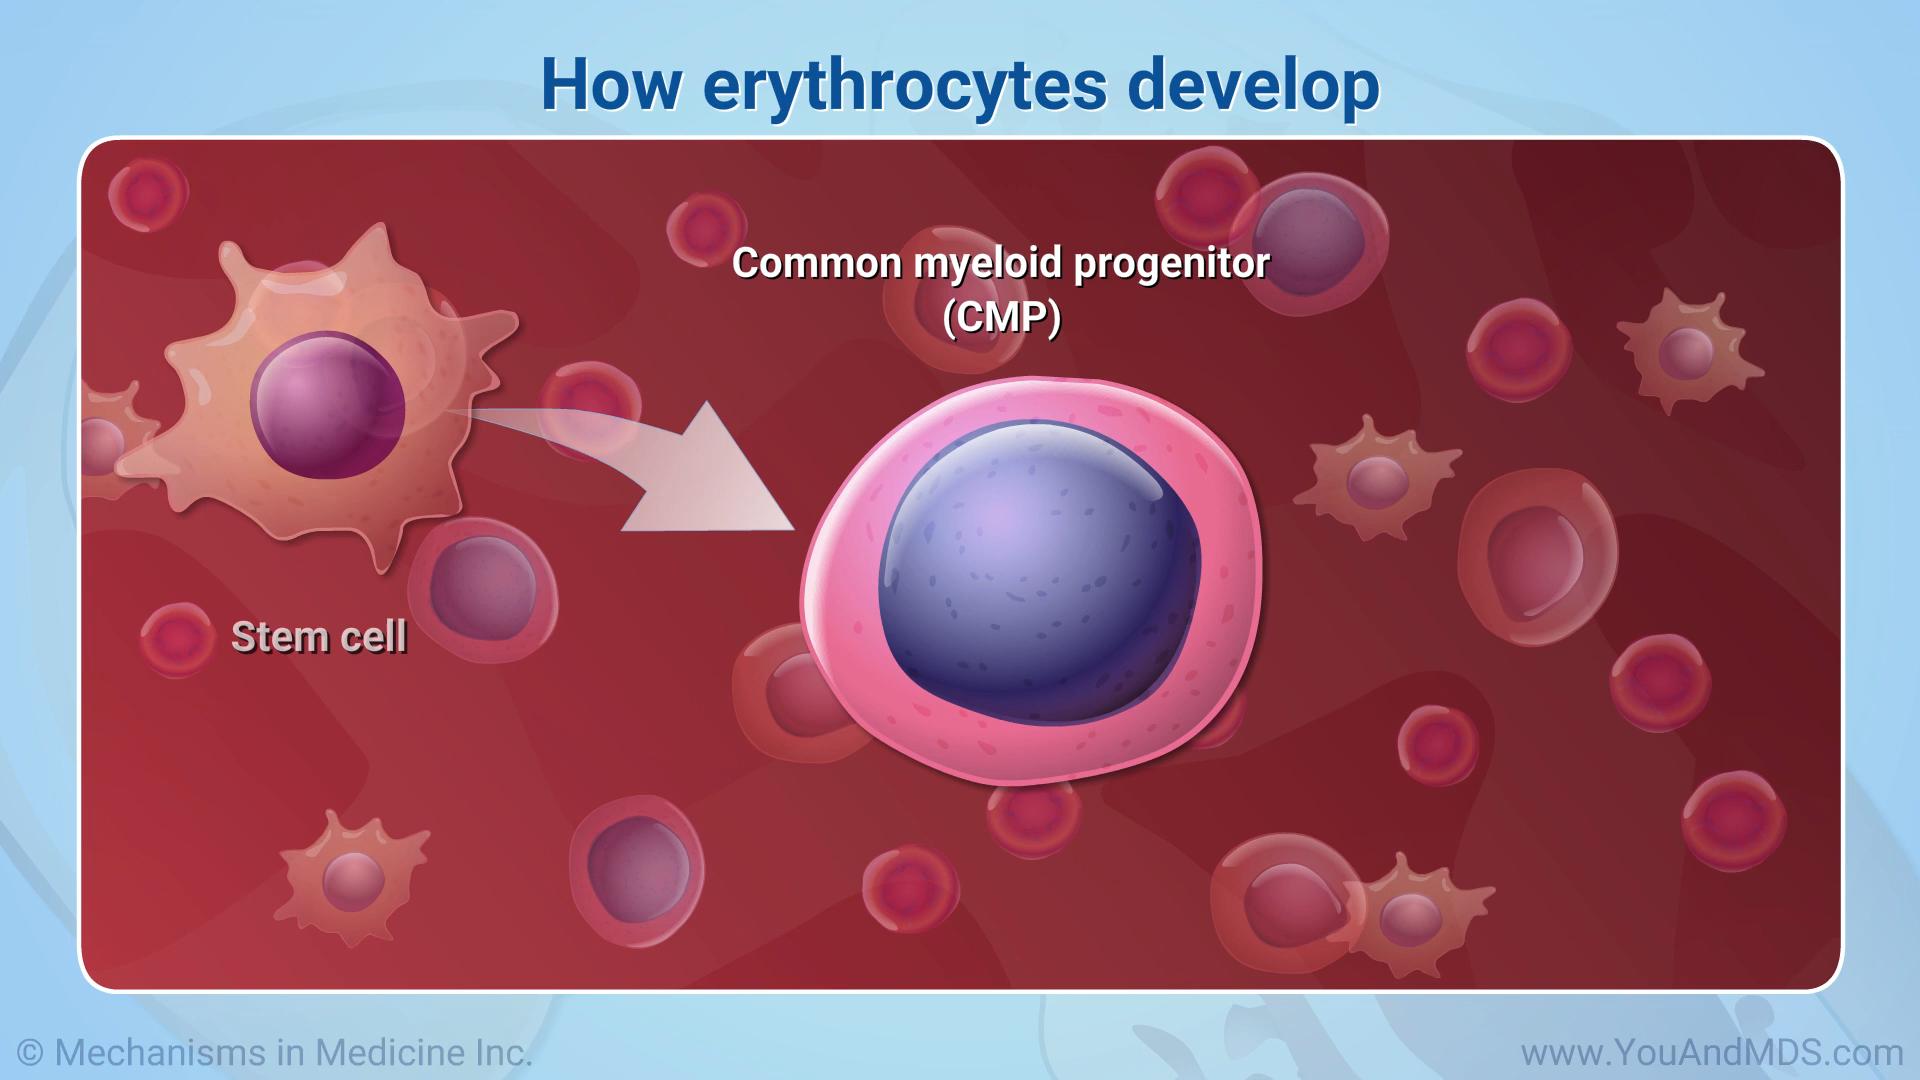 How erythrocytes develop
Common myeloid progenitor
(CMP)
Stem cell
© Mechanisms in Medicine Inc.
www.YouAndMDS.com